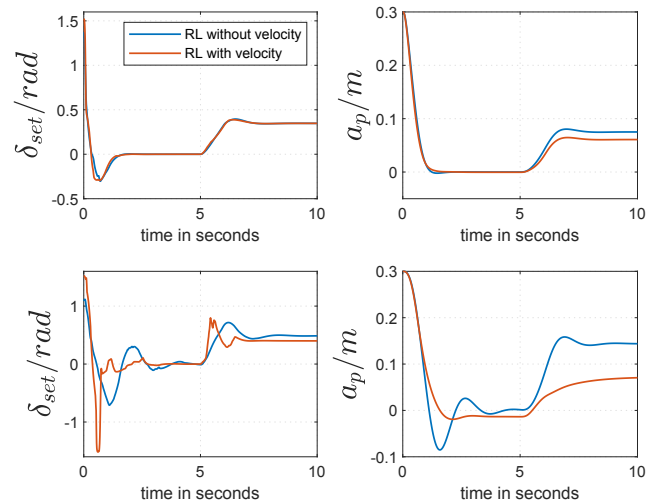 1.5
1
0.5
0
-0.5
δset/rad
RL without velocity
RL with velocity
0 5 10
time in seconds
0.3
0.2
0.1
0
ap/m
0 5 10
time in seconds
1
0
-1
δset/rad
0 5 10
time in seconds
0.3
0.2
0.1
0
-0.1
ap/m
0 5 10
time in seconds